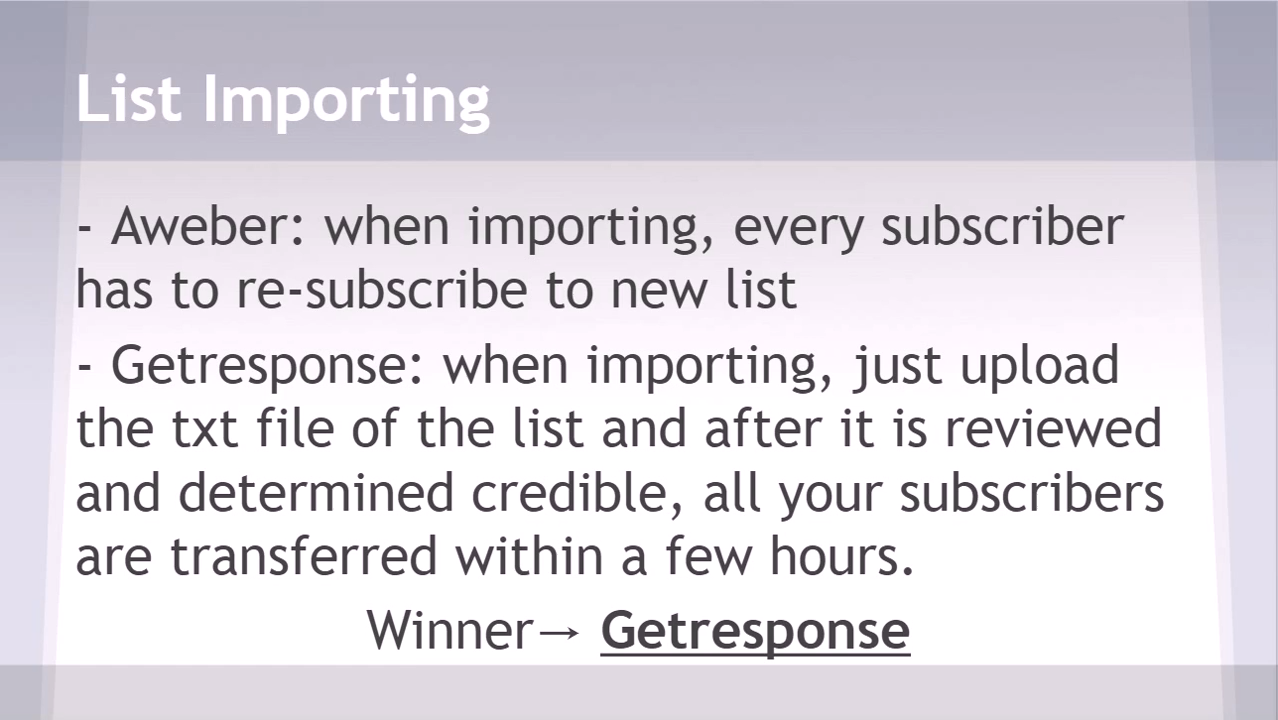 List Importing
- Aweber: when importing, every subscriber
has to re-subscribe to new list
- Getresponse: when importing, just upload
the txt file of the list and after it is reviewed
and determined credible, all your subscribers
are transferred within a few hours.
Winner→ Getresponse